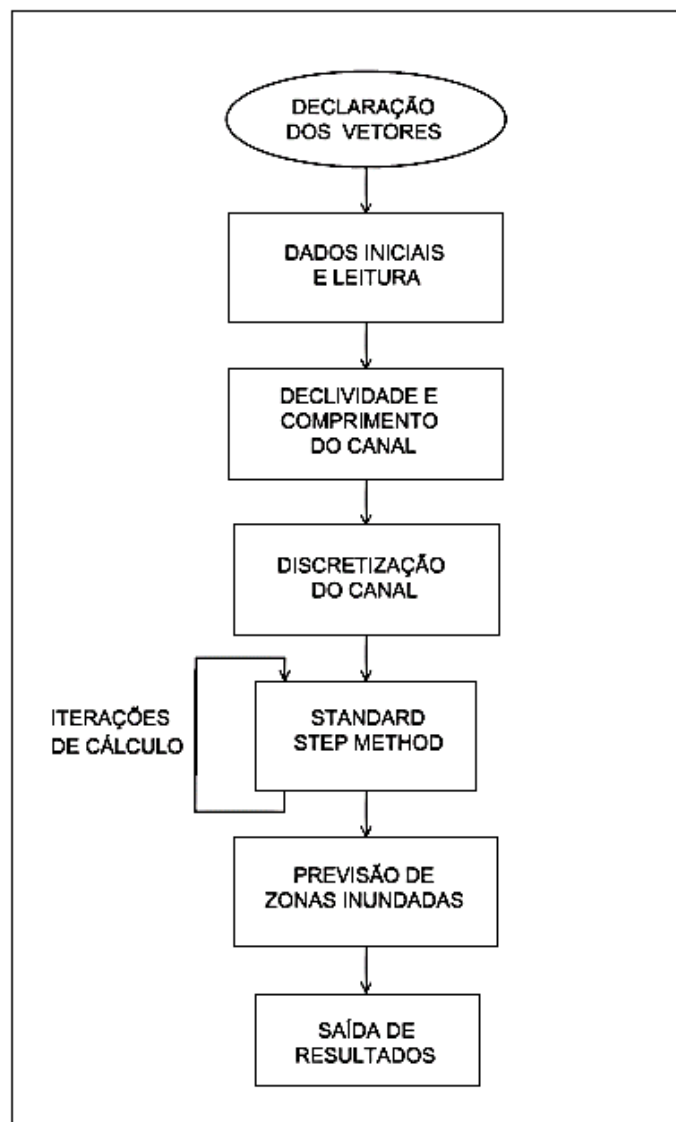 DECLARAÇÃO
DOS VETORES
DADOS INICIAIS
E LEITURA
DECLIVIDADE E
COMPRIMENTO
DO CANAL
DISCRETIZAÇÃO
DO CANAL
ITERAÇÕES
DE CÁLCULO
STANDARD
STEP METHOD
PREVISÃO DE
ZONAS INUNDADAS
SAÍDA DE
RESULTADOS